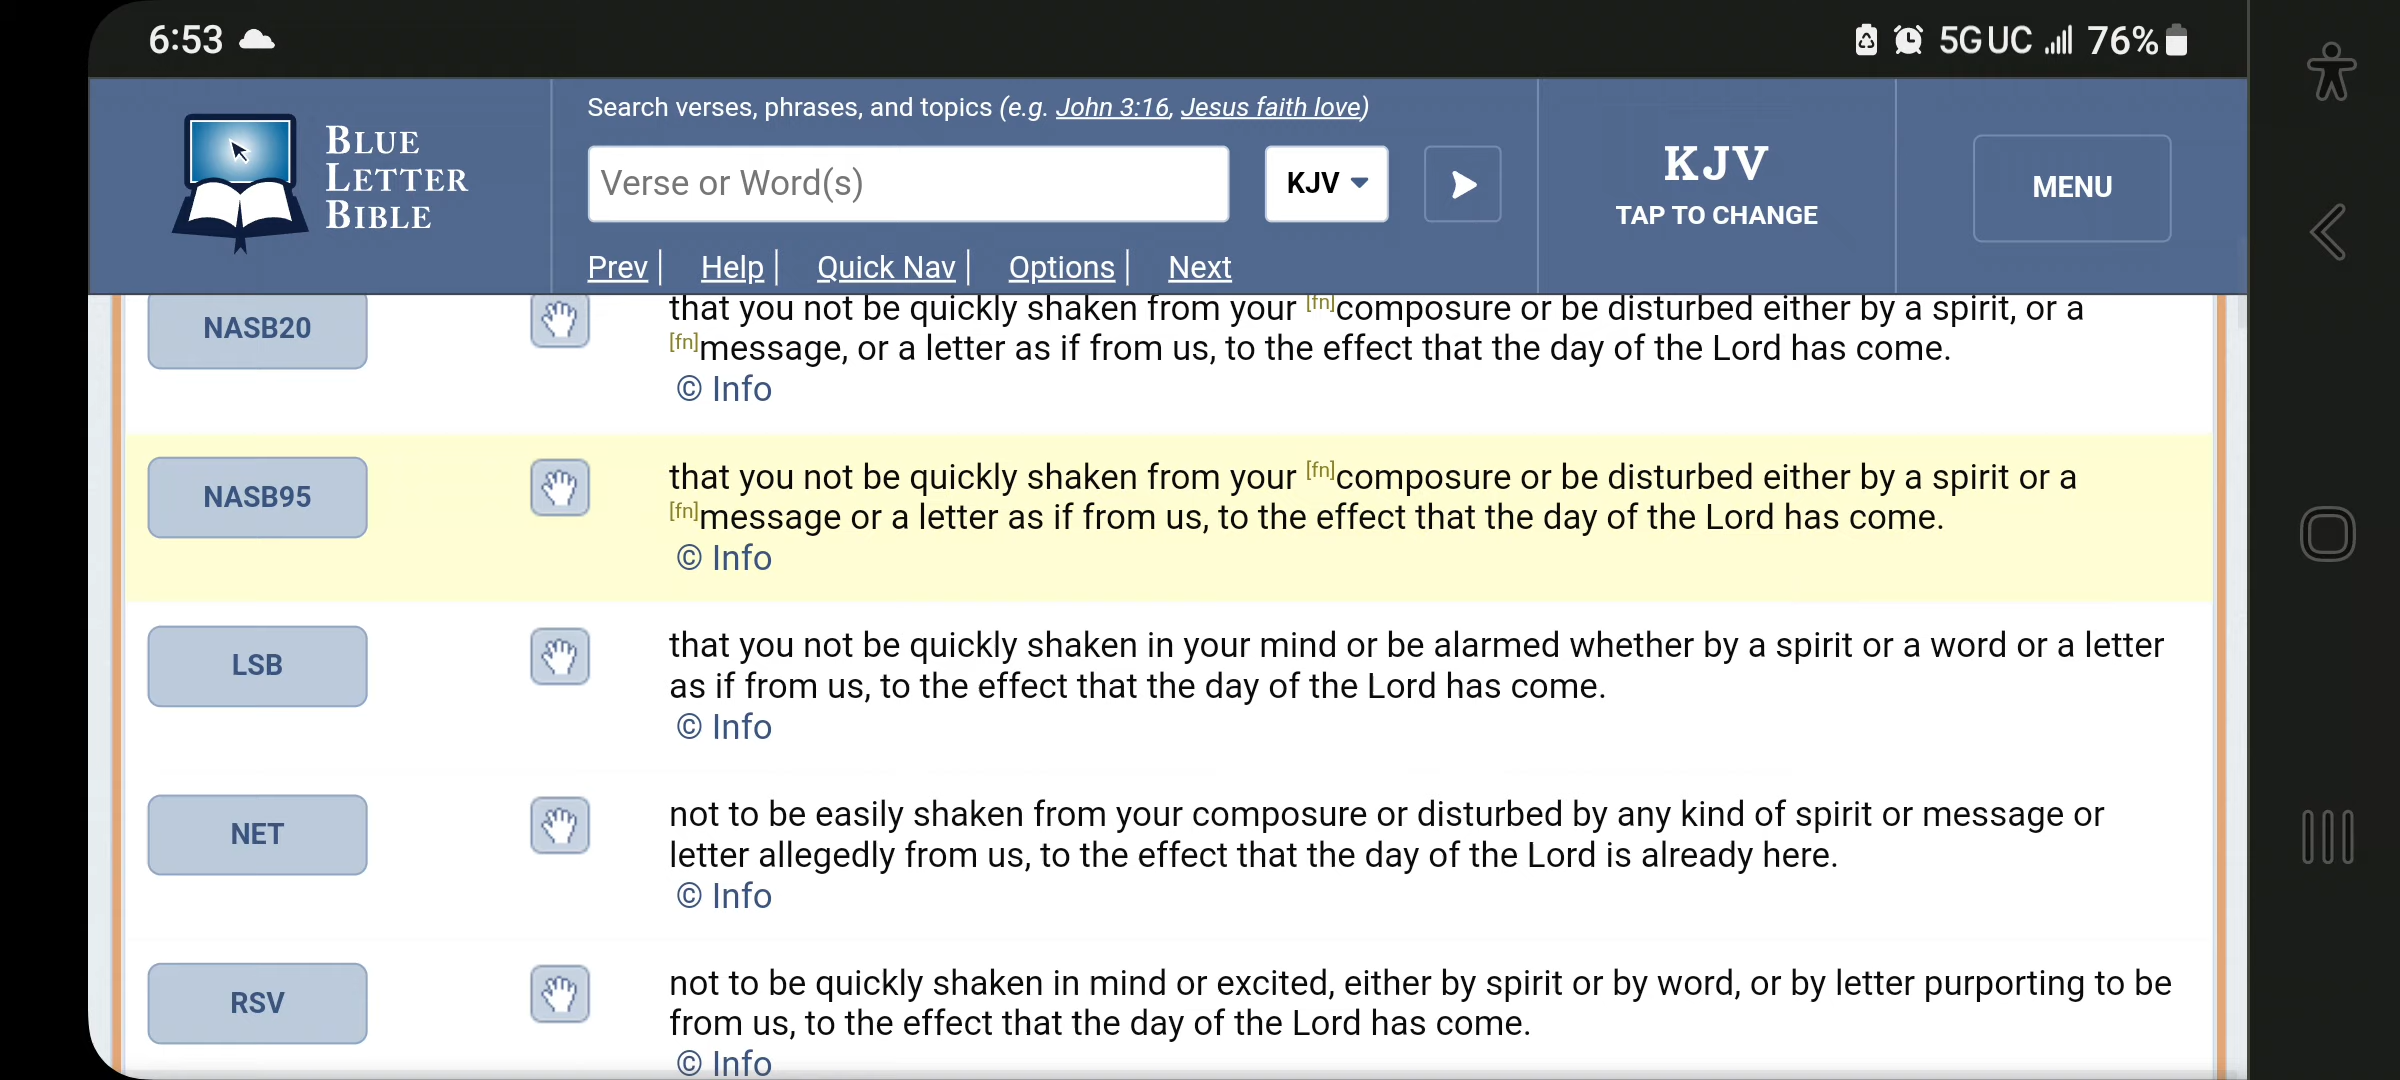 6:53
5G UC 76%
BLUE
LETTER
BIBLE
Search verses, phrases, and topics (e.g. John 3:16, Jesus faith love)
Verse or Word(s)
KJV
KJV
TAP TO CHANGE
MENU
Prev | Help | Quick Nav | Options | Next
NASB20
that you not be quickly shaken from your [fn]composure or be disturbed either by a spirit, or a
[fn]message, or a letter as if from us, to the effect that the day of the Lord has come.
© Info
NASB95
that you not be quickly shaken from your [fn]composure or be disturbed either by a spirit or a
[fn]message or a letter as if from us, to the effect that the day of the Lord has come.
© Info
LSB
that you not be quickly shaken in your mind or be alarmed whether by a spirit or a word or a letter
as if from us, to the effect that the day of the Lord has come.
© Info
NET
not to be easily shaken from your composure or disturbed by any kind of spirit or message or
letter allegedly from us, to the effect that the day of the Lord is already here.
© Info
RSV
not to be quickly shaken in mind or excited, either by spirit or by word, or by letter purporting to be
from us, to the effect that the day of the Lord has come.
© Info